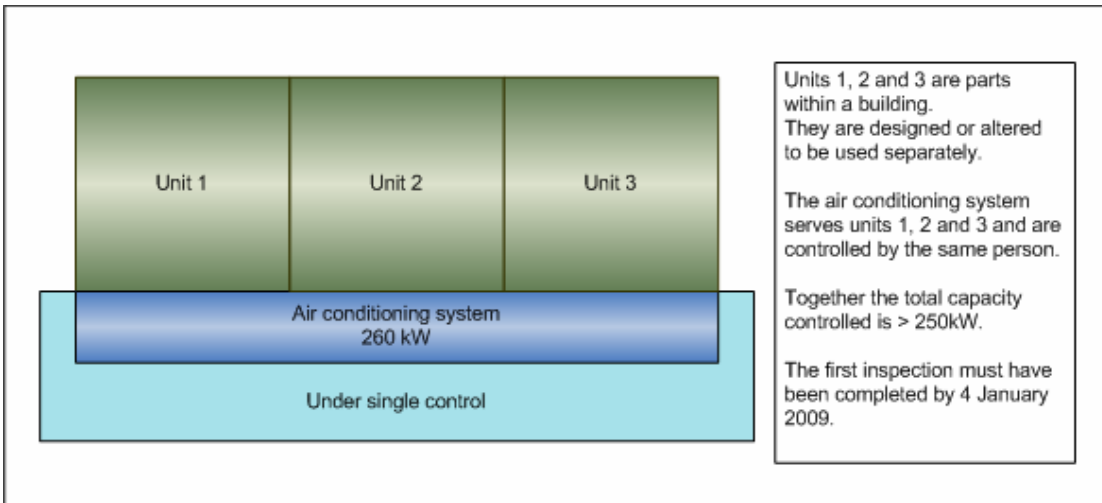 Unit 1
Unit 2
Unit 3
Air conditioning system
260 kW
Under single control
Units 1, 2 and 3 are parts
within a building.
They are designed or altered
to be used separately.
The air conditioning system
serves units 1, 2 and 3 and are
controlled by the same person.
Together the total capacity
controlled is > 250kW.
The first inspection must have
been completed by 4 January
2009.